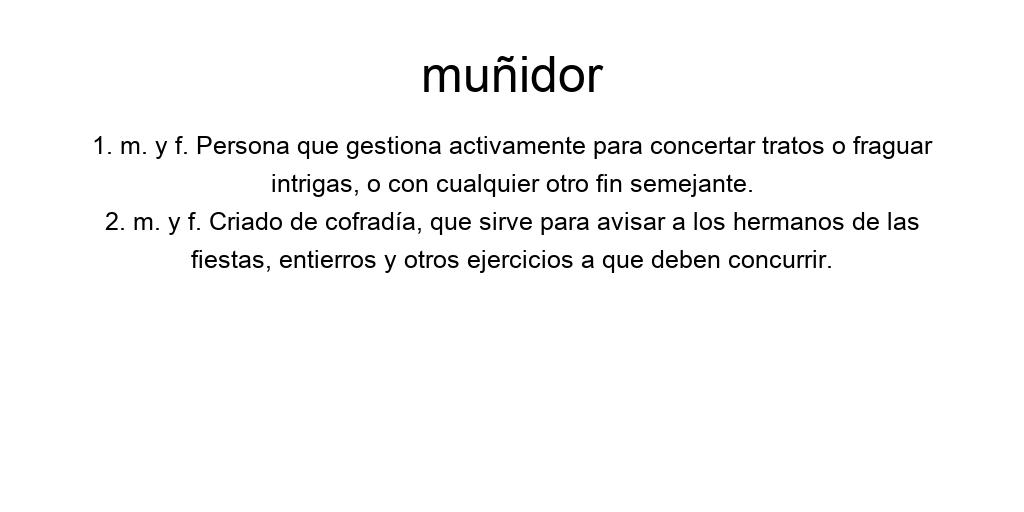 muñidor
1. m. y f. Persona que gestiona activamente para concertar tratos o fraguar
intrigas, o con cualquier otro fin semejante.
2. m. y f. Criado de cofradía, que sirve para avisar a los hermanos de las
fiestas, entierros y otros ejercicios a que deben concurrir.